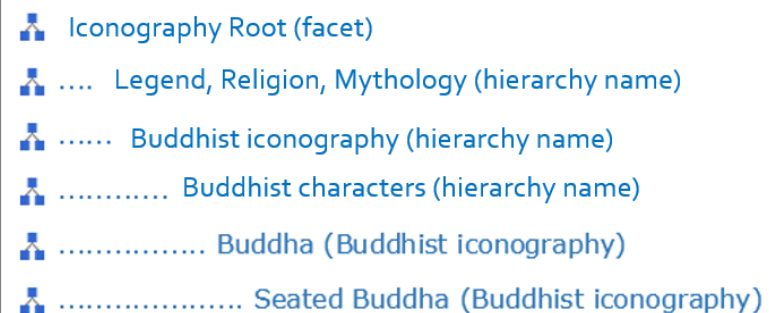 Iconography Root (facet)
.... Legend, Religion, Mythology (hierarchy name)
...... Buddhist iconography (hierarchy name)
............ Buddhist characters (hierarchy name)
................ Buddha (Buddhist iconography)
.................... Seated Buddha (Buddhist iconography)